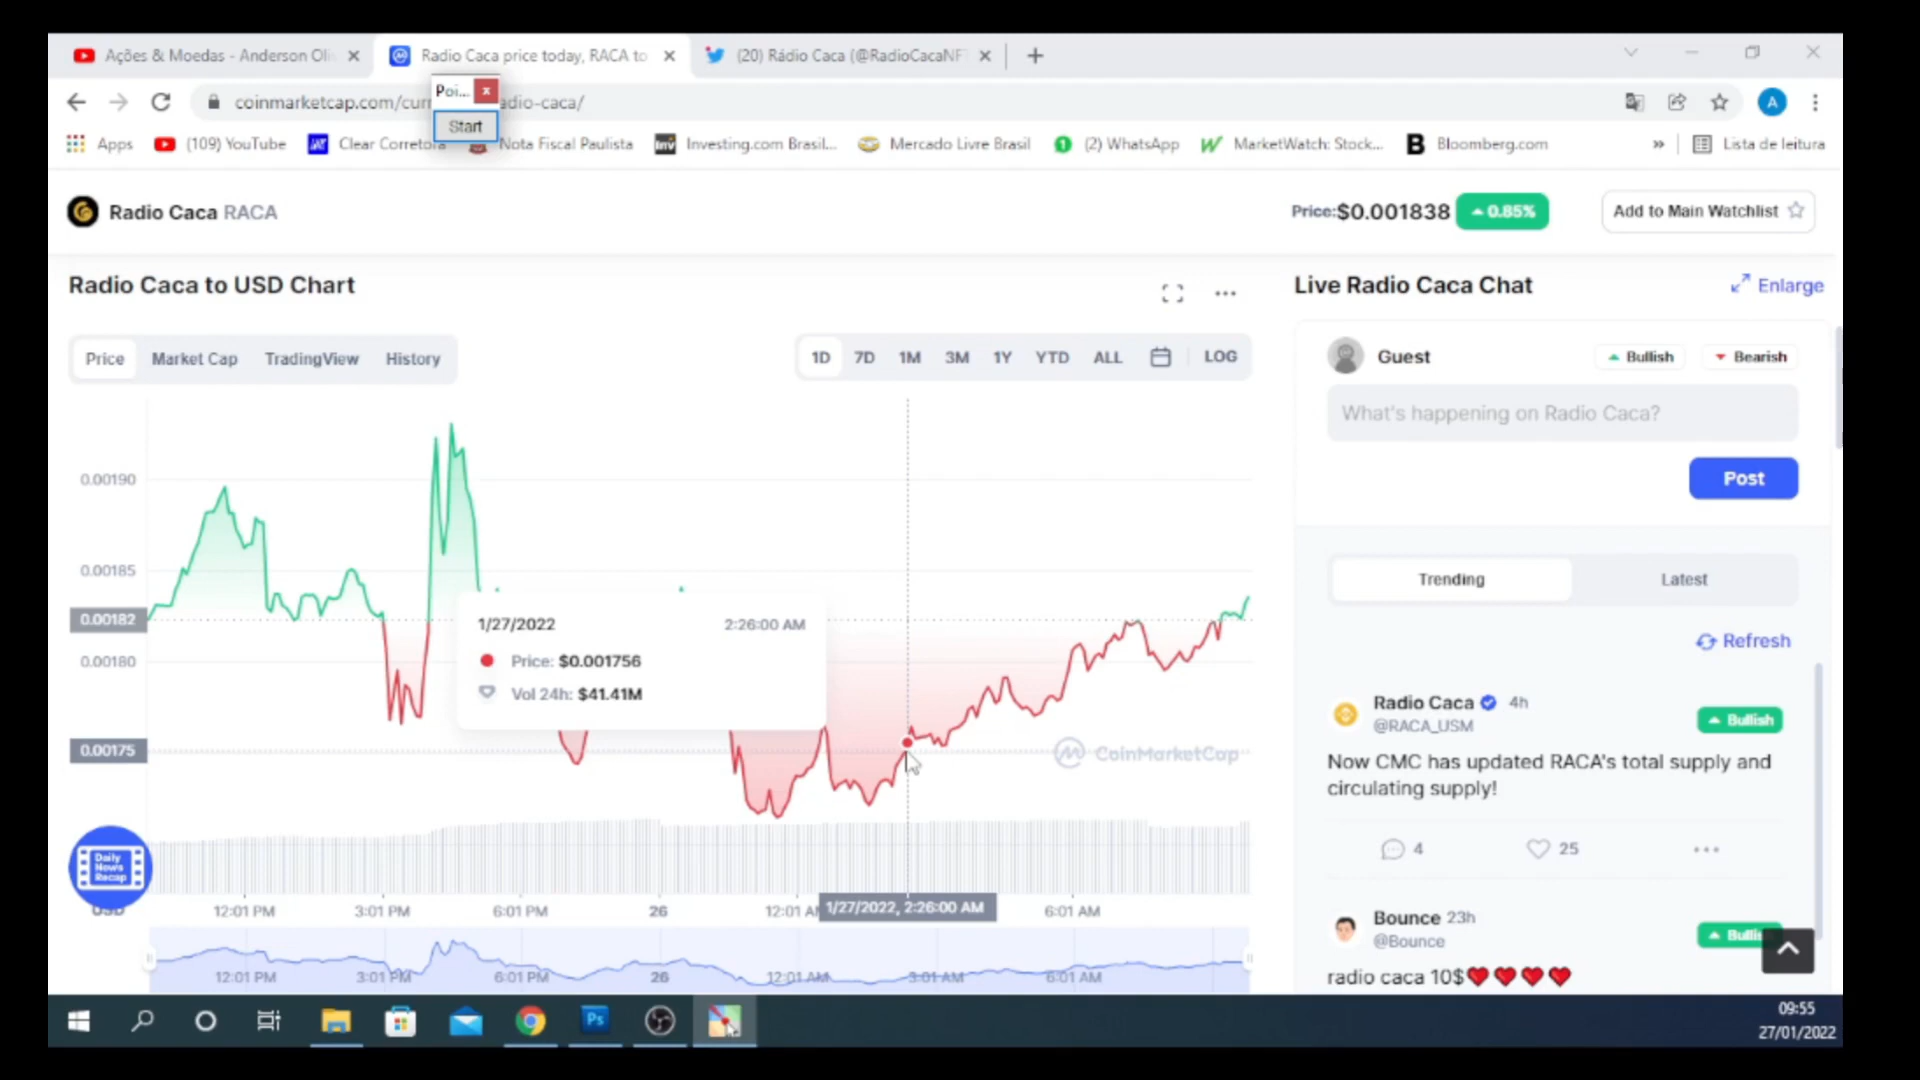 Ações & Moedas - Anderson Oli
Radio Caca price today, RACA to
(20) Rádio Caca (@RadioCacaNF
Poi...
coinmarketcap.com/curr
adio-caca/
A
Start
Apps
(109) YouTube
Clear Corretora
Nota Fiscal Paulista
Investing.com Brasil...
Mercado Livre Brasil
(2) WhatsApp
MarketWatch: Stock...
Bloomberg.com
»
Lista de leitura
Radio Caca RACA
Price:$0.001838
0.85%
Add to Main Watchlist
Radio Caca to USD Chart
Live Radio Caca Chat
Enlarge
Price
Market Cap
TradingView
History
1D
7D
1M
3M
1Y
YTD
ALL
LOG
Guest
Bullish
Bearish
What's happening on Radio Caca?
Post
0.00190
0.00185
0.00182
0.00180
0.00175
1/27/2022
2:26:00 AM
Price: $0.001756
Vol 24h: $41.41M
CoinMarketCap
Trending
Latest
Refresh
Radio Caca 4h
@RACA_USM
Bullish
Now CMC has updated RACA's total supply and
circulating supply!
4
25
Bounce 23h
@Bounce
radio caca 10$❤❤❤❤
Daily
News
Recap
USD
12:01 PM
3:01 PM
6:01 PM
26
12:01 A
1/27/2022, 2:26:00 AM
6:01 AM
12:01 PM
3:01 PM
6:01 PM
26
12:01 AM
3:01 AM
6:01 AM
Ps
09:55
27/01/2022